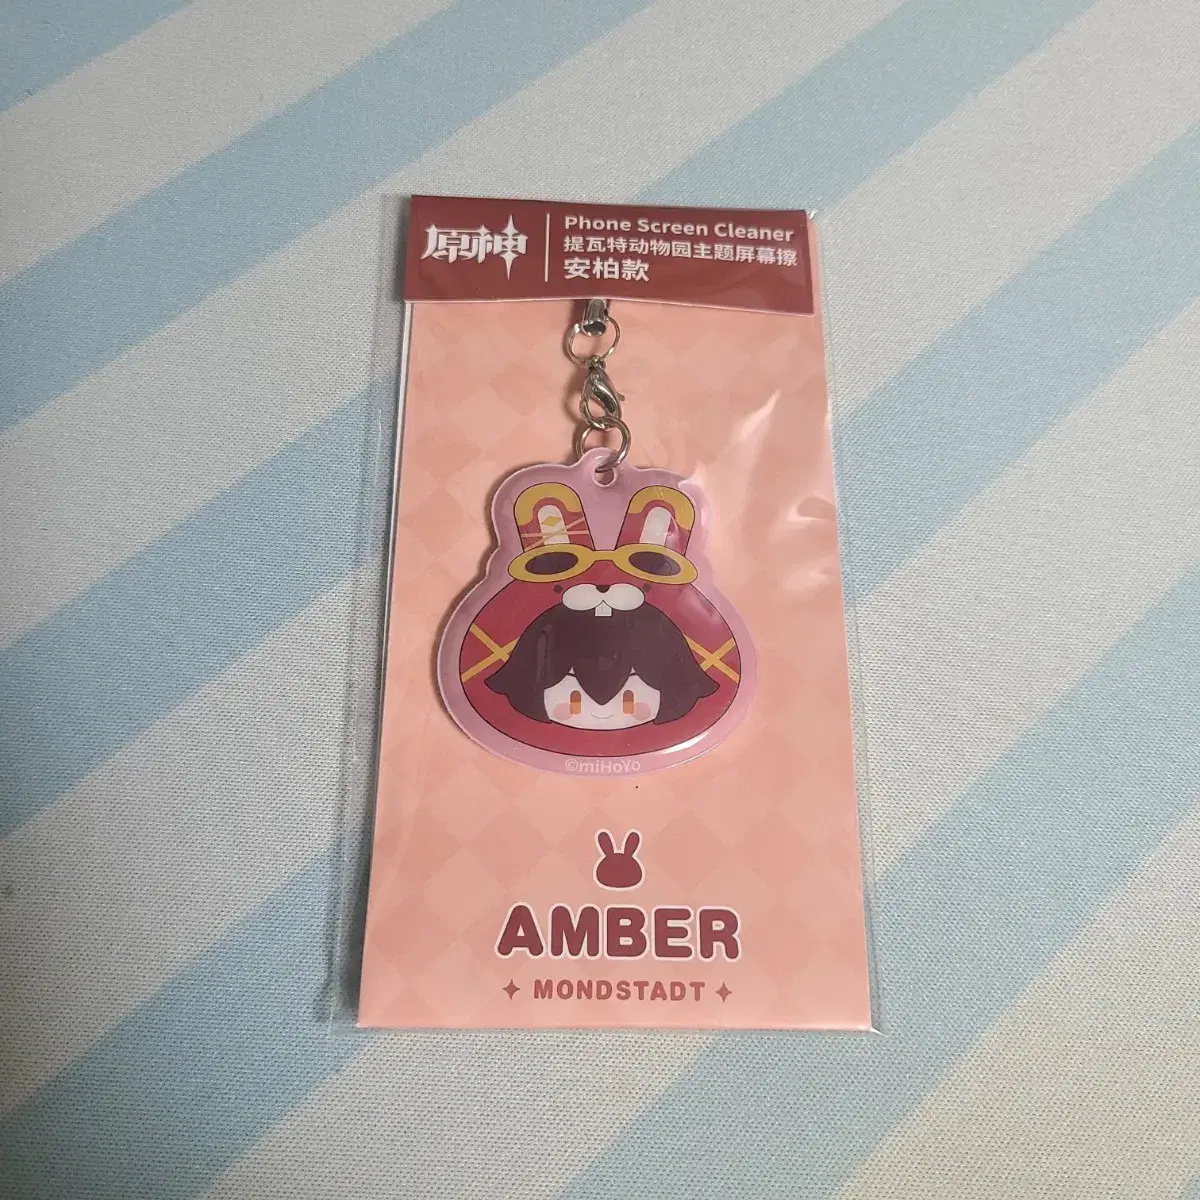 原神
Phone Screen Cleaner
提瓦特动物园主题屏幕擦
安柏款
©miHoYo
AMBER
MONDSTADT